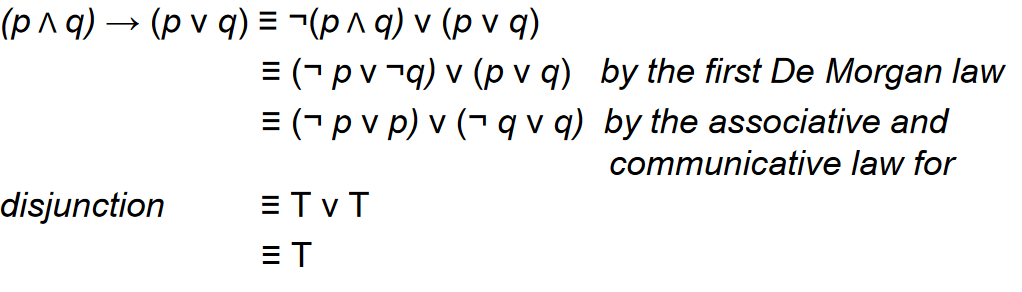 (p ∧ q) → (p v q) ≡ ¬(p ∧ q) v (p v q)
≡ (¬ p v ¬q) v (p v q) by the first De Morgan law
≡ (¬ p v p) v (¬ q v q) by the associative and
communicative law for
disjunction ≡ T v T
≡ T